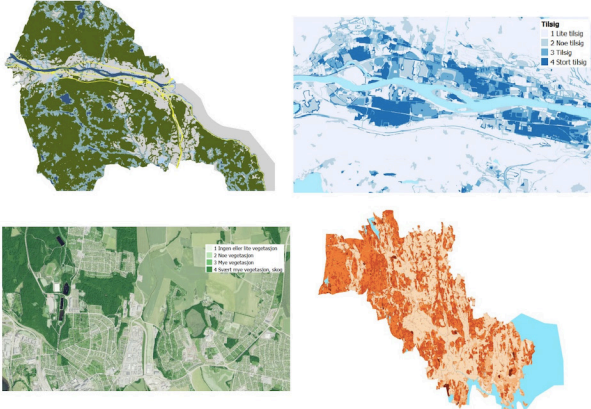 Tilsig
1 Lite tilsig
2 Noe tilsig
3 Tilsig
4 Stort tilsig
1 Ingen eller lite vegetasjon
2 Noe vegetasjon
3 Mye vegetasjon
4 Svært mye vegetasjon, skog